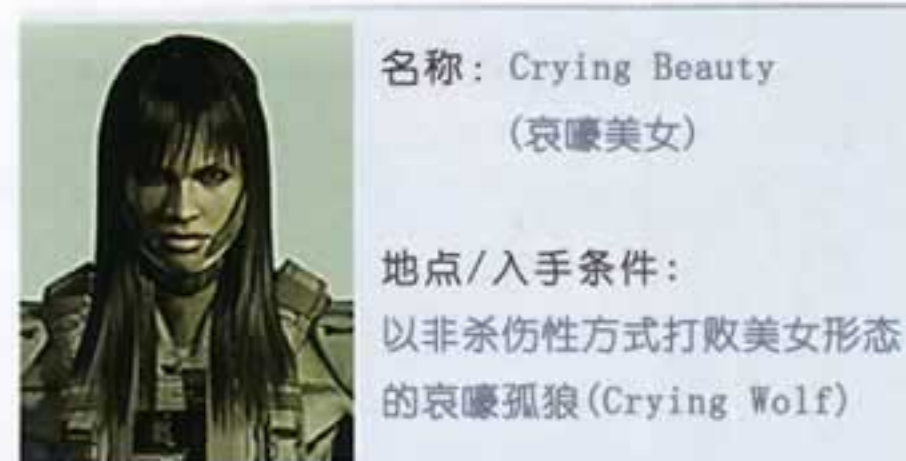 名称：Crying Beauty
(哀嚎美女)
地点/入手条件：
以非杀伤性方式打败美女形态
的哀嚎孤狼(Crying Wolf)